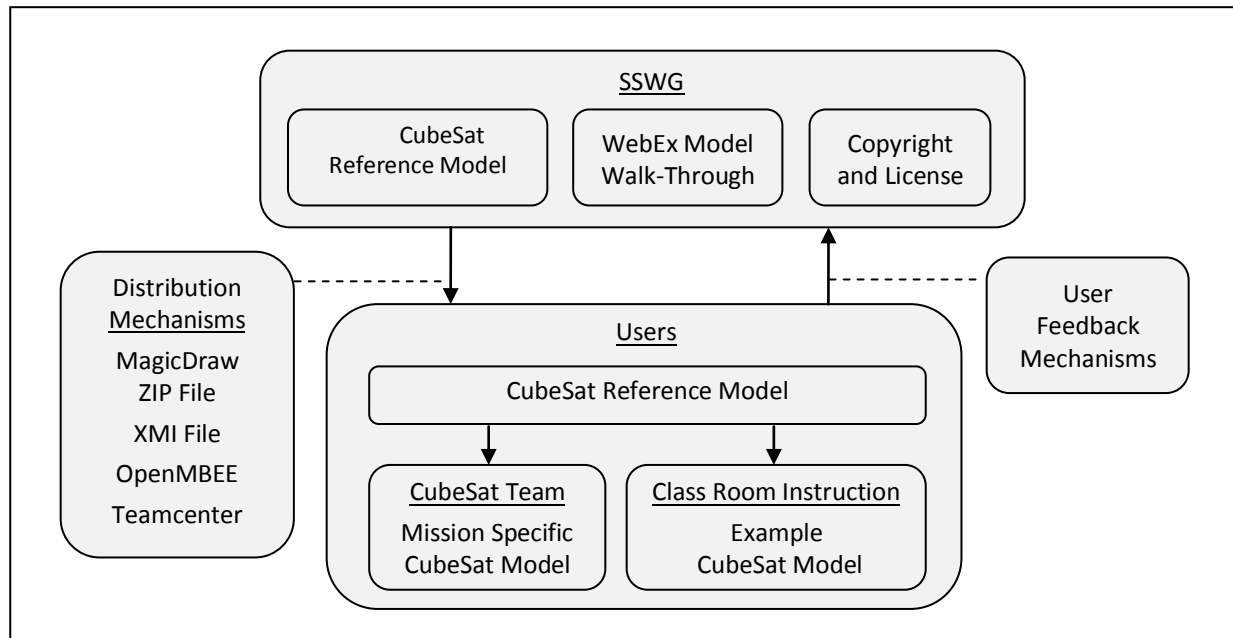 SSWG
CubeSat
Reference Model
WebEx Model
Walk-Through
Copyright
and License
Distribution
Mechanisms
MagicDraw
ZIP File
XMI File
OpenMBEE
Teamcenter
User
Feedback
Mechanisms
Users
CubeSat Reference Model
CubeSat Team
Mission Specific
CubeSat Model
Class Room Instruction
Example
CubeSat Model